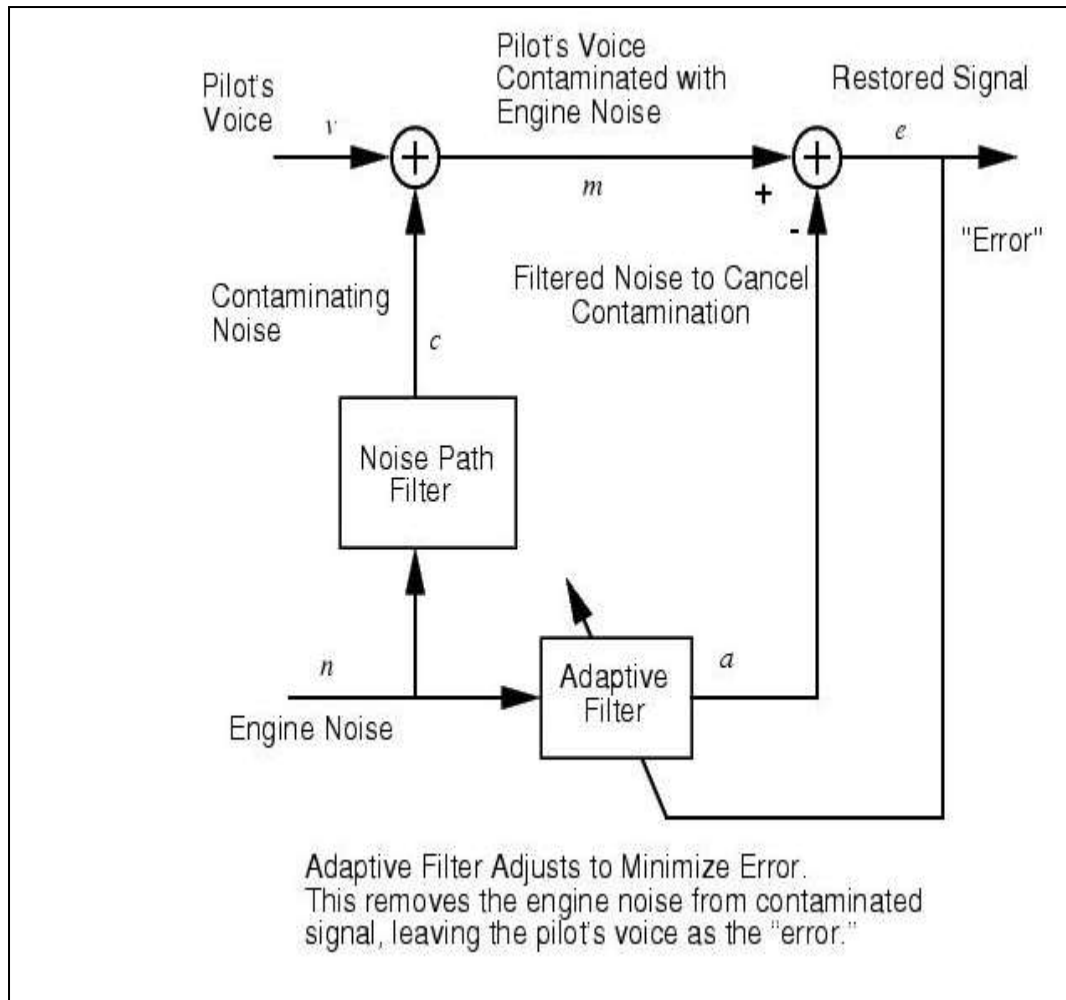 Pilot's
Voice
v
Pilot's Voice
Contaminated with
Engine Noise
Restored Signal
e
+
+
m
+
-
"Error"
Contaminating
Noise
c
Filtered Noise to Cancel
Contamination
Noise Path
Filter
n
Engine Noise
Adaptive
Filter
a
Adaptive Filter Adjusts to Minimize Error.
This removes the engine noise from contaminated
signal, leaving the pilot's voice as the "error."